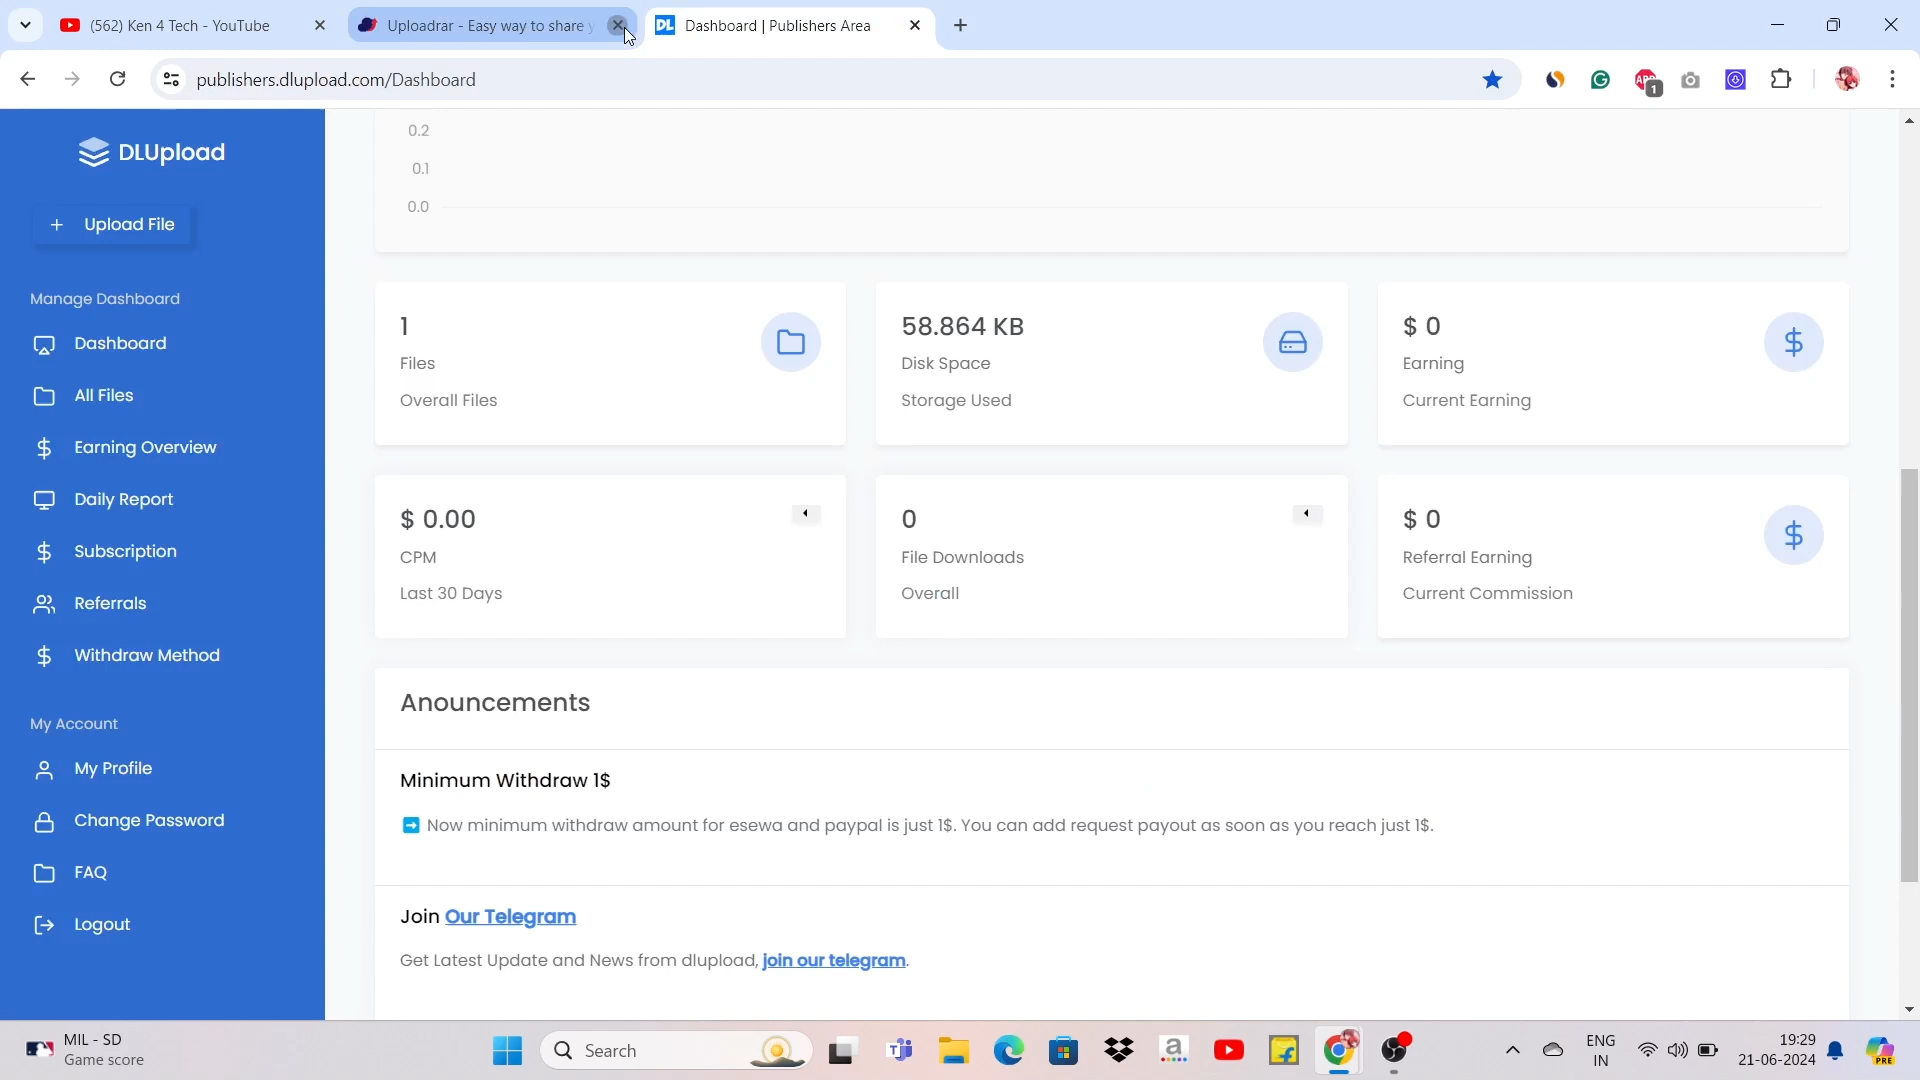 (562) Ken 4 Tech - YouTube
Uploadrar - Easy way to share y
DL Dashboard | Publishers Area
publishers.dlupload.com/Dashboard
ABP
1
DLUpload
+ Upload File
Manage Dashboard
Dashboard
All Files
Earning Overview
Daily Report
Subscription
Referrals
Withdraw Method
My Account
My Profile
Change Password
FAQ
Logout
0.2
0.1
0.0
1
Files
Overall Files
58.864 KB
Disk Space
Storage Used
$ 0
Earning
Current Earning
$ 0.00
CPM
Last 30 Days
0
File Downloads
Overall
$ 0
Referral Earning
Current Commission
Anouncements
Minimum Withdraw 1$
➡ Now minimum withdraw amount for esewa and paypal is just 1$. You can add request payout as soon as you reach just 1$.
Join Our Telegram
Get Latest Update and News from dlupload, join our telegram.
MIL - SD
Game score
Search
ENG
IN
19:29
21-06-2024
PRE